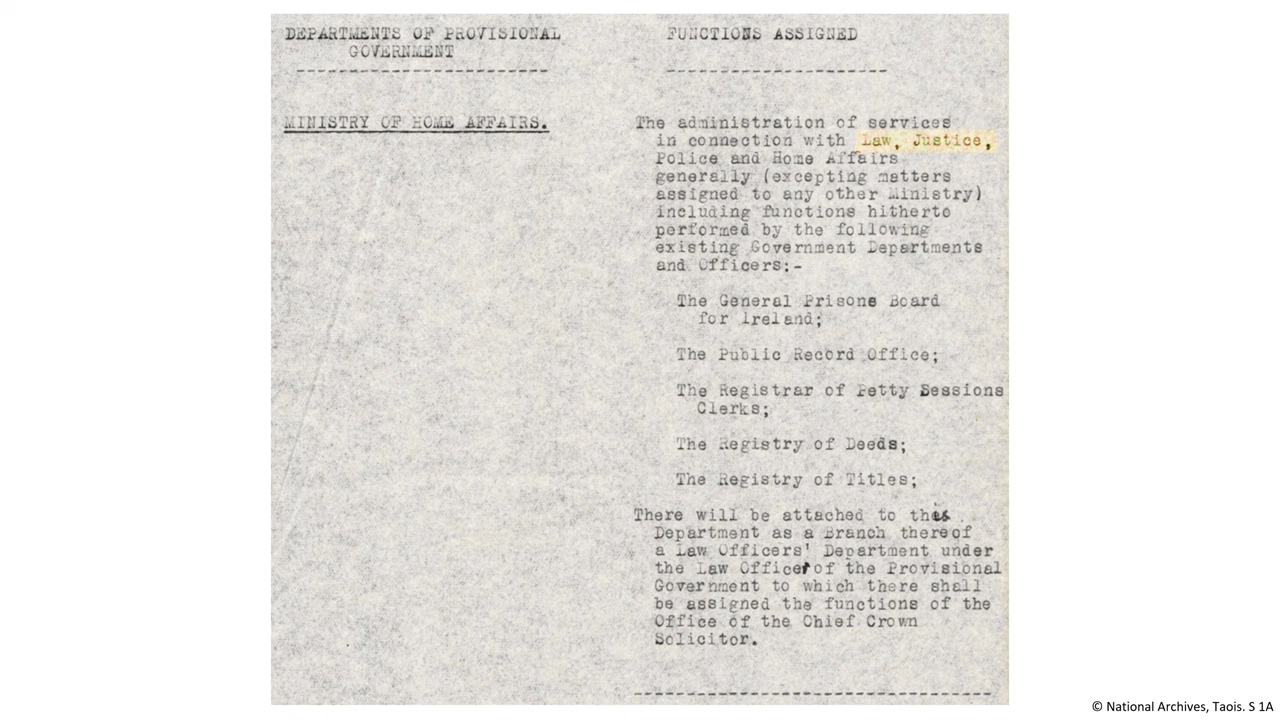 DEPARTMENTS OF PROVISIONAL
GOVERNMENT
MINISTRY OF HOME AFFAIRS.
FUNCTIONS ASSIGNED
The administration of services
in connection with Law, Justice,
Police and Home Affairs
generally (excepting matters
assigned to any other Ministry)
including functions hitherto
performed by the following
existing Government Departments
and Officers:-
The General Prisons Board
for Ireland;
The Public Record Office;
The Registrar of Petty Sessions
Clerks;
The Registry of Deeds;
The Registry of Titles;
There will be attached to this
Department as a Branch thereof
a Law Officers' Department under
the Law Officer of the Provisional
Government to which there shall
be assigned the functions of the
Office of the Chief Crown
Solicitor.
© National Archives, Taois. S 1A